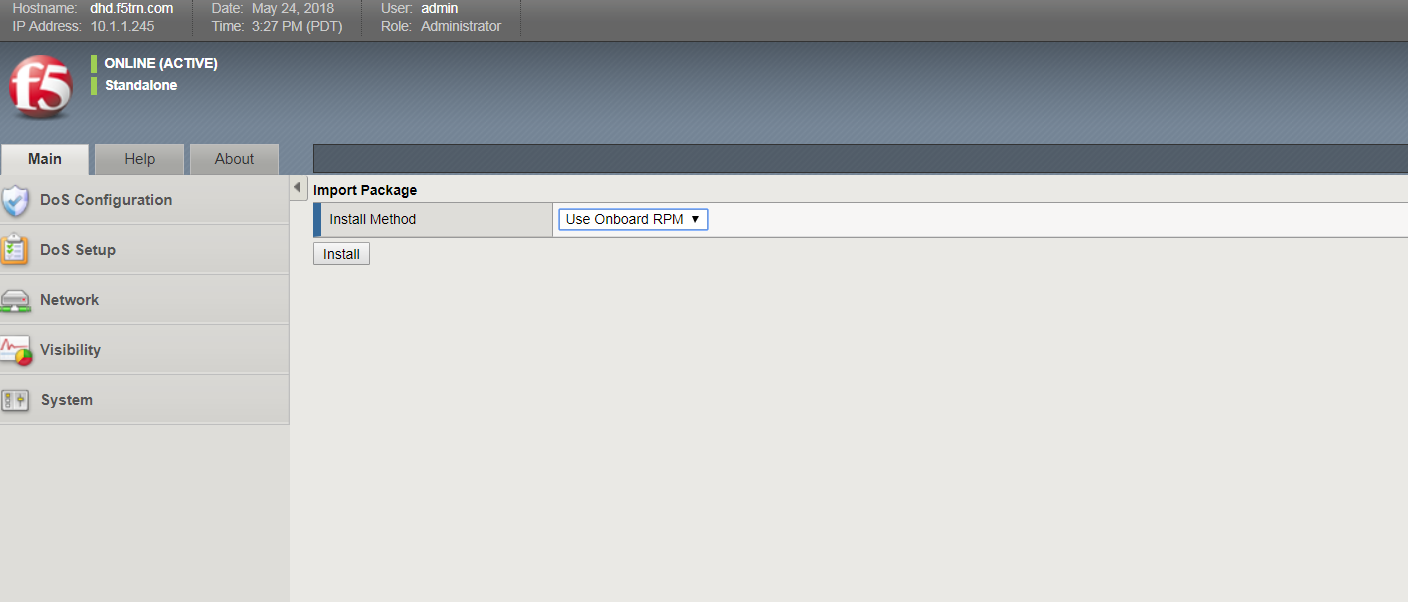 Hostname: dhd.f5trn.com Date: May 24, 2018 User: admin
IP Address: 10.1.1.245 Time: 3:27 PM (PDT) Role: Administrator
f5
ONLINE (ACTIVE)
Standalone
Main Help About
Import Package
DoS Configuration
Install Method Use Onboard RPM
DoS Setup
Install
Network
Visibility
System